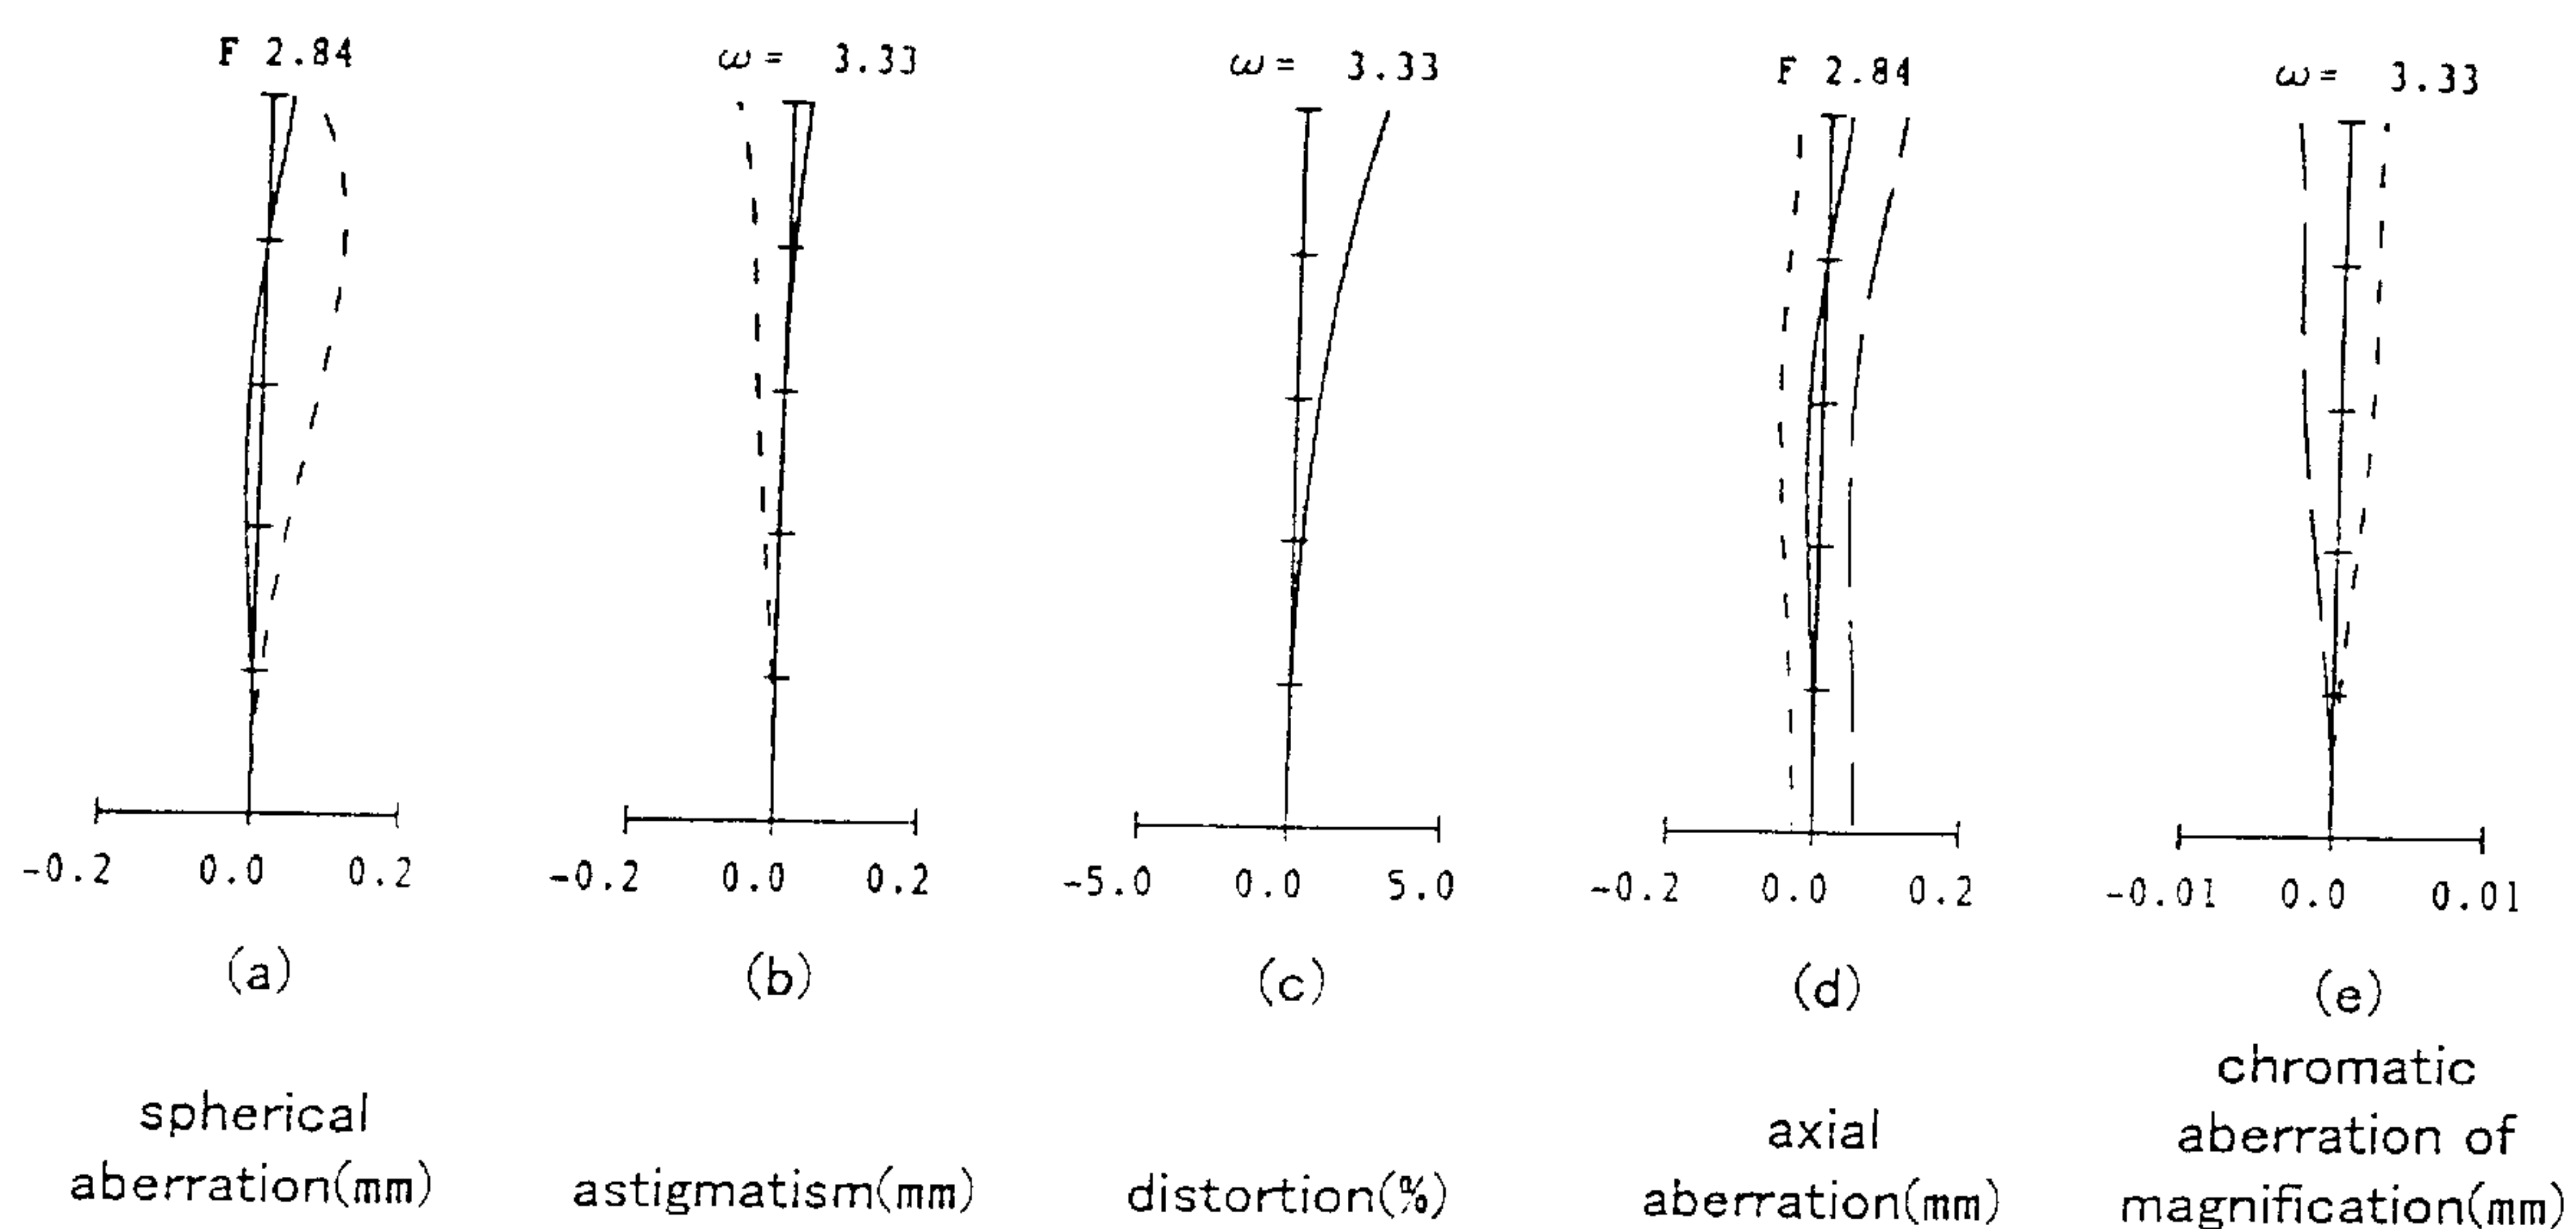 F 2.84
ω= 3.33
ω= 3.33
F 2.84
ω= 3.33
-0.2 0.0 0.2
-0.2 0.0 0.2
-5.0 0.0 5.0
-0.2 0.0 0.2
-0.01 0.0 0.01
(a)
(b)
(c)
(d)
(e)
spherical
aberration(mm)
astigmatism(mm)
distortion(%)
axial
aberration(mm)
chromatic
aberration of
magnification(mm)